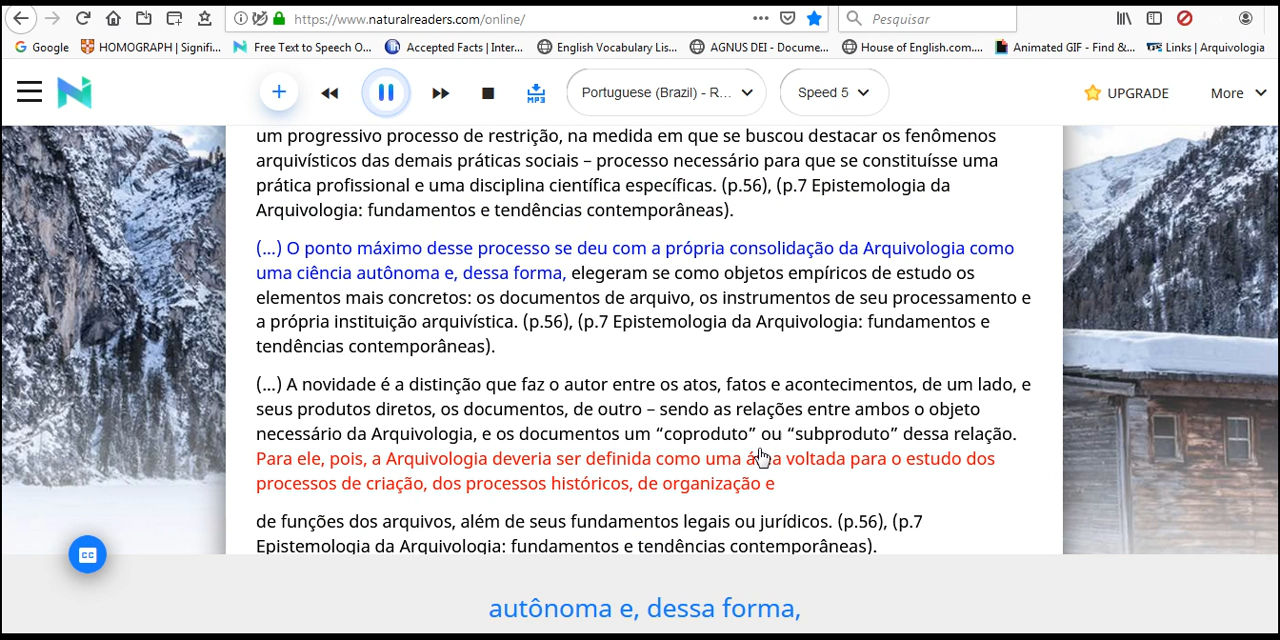 https://www.naturalreaders.com/online/
Pesquisar
Google
HOMOGRAPH | Signifi...
Free Text to Speech O...
Accepted Facts | Inter...
English Vocabulary Lis...
AGNUS DEI - Docume...
House of English.com....
Animated GIF - Find &...
Links | Arquivologia
MP3
Portuguese (Brazil) - R...
Speed 5
UPGRADE
More
um progressivo processo de restrição, na medida em que se buscou destacar os fenômenos
arquivísticos das demais práticas sociais – processo necessário para que se constituísse uma
prática profissional e uma disciplina científica específicas. (p.56), (p.7 Epistemologia da
Arquivologia: fundamentos e tendências contemporâneas).
(...) O ponto máximo desse processo se deu com a própria consolidação da Arquivologia como
uma ciência autônoma e, dessa forma, elegeram se como objetos empíricos de estudo os
elementos mais concretos: os documentos de arquivo, os instrumentos de seu processamento e
a própria instituição arquivística. (p.56), (p.7 Epistemologia da Arquivologia: fundamentos e
tendências contemporâneas).
(...) A novidade é a distinção que faz o autor entre os atos, fatos e acontecimentos, de um lado, e
seus produtos diretos, os documentos, de outro – sendo as relações entre ambos o objeto
necessário da Arquivologia, e os documentos um “coproduto” ou “subproduto” dessa relação.
Para ele, pois, a Arquivologia deveria ser definida como uma área voltada para o estudo dos
processos de criação, dos processos históricos, de organização e
de funções dos arquivos, além de seus fundamentos legais ou jurídicos. (p.56), (p.7
Epistemologia da Arquivologia: fundamentos e tendências contemporâneas).
CC
autônoma e, dessa forma,